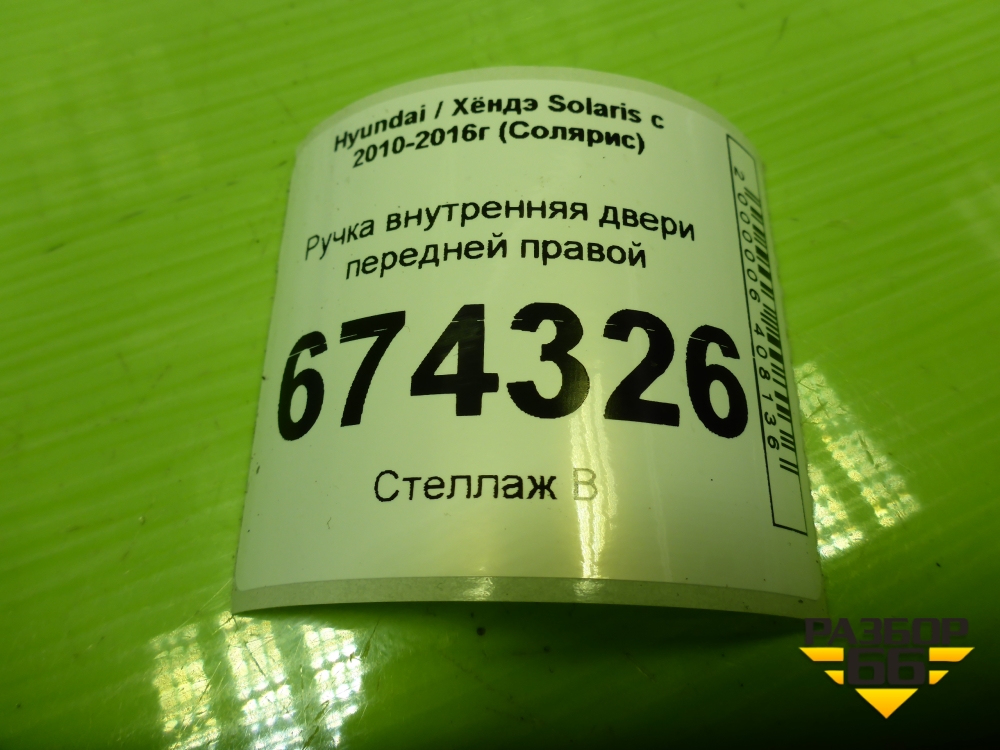 Hyundai / Хёндэ Solaris с
2010-2016г (Солярис)
Ручка внутренняя двери
передней правой
674326
Стеллаж В
2000006408136
РАЗБОР
66